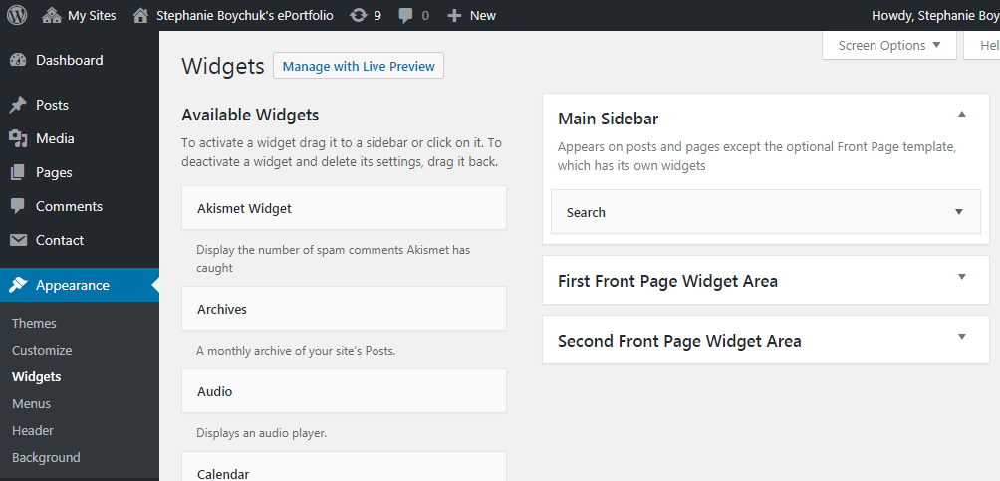 My Sites
Stephanie Boychuk's ePortfolio
9
0
New
Howdy, Stephanie Boy
Dashboard
Posts
Media
Pages
Comments
Contact
Appearance
Themes
Customize
Widgets
Menus
Header
Background
Screen Options
Hel
Widgets
Manage with Live Preview
Available Widgets
To activate a widget drag it to a sidebar or click on it. To
deactivate a widget and delete its settings, drag it back.
Akismet Widget
Display the number of spam comments Akismet has
caught
Archives
A monthly archive of your site's Posts.
Audio
Displays an audio player.
Calendar
Main Sidebar
Appears on posts and pages except the optional Front Page template,
which has its own widgets
Search
First Front Page Widget Area
Second Front Page Widget Area